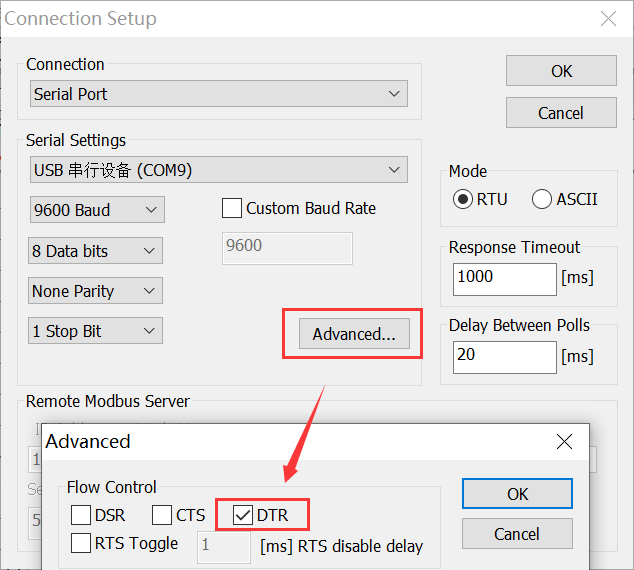 Connection Setup
Connection
Serial Port
OK
Cancel
Serial Settings
USB 串行设备 (COM9)
9600 Baud
Custom Baud Rate
8 Data bits
9600
None Parity
1 Stop Bit
Advanced...
Mode
RTU
ASCII
Response Timeout
1000 [ms]
Delay Between Polls
20 [ms]
Remote Modbus Server
Advanced
Flow Control
DSR
CTS
DTR
RTS Toggle
1 [ms] RTS disable delay
OK
Cancel